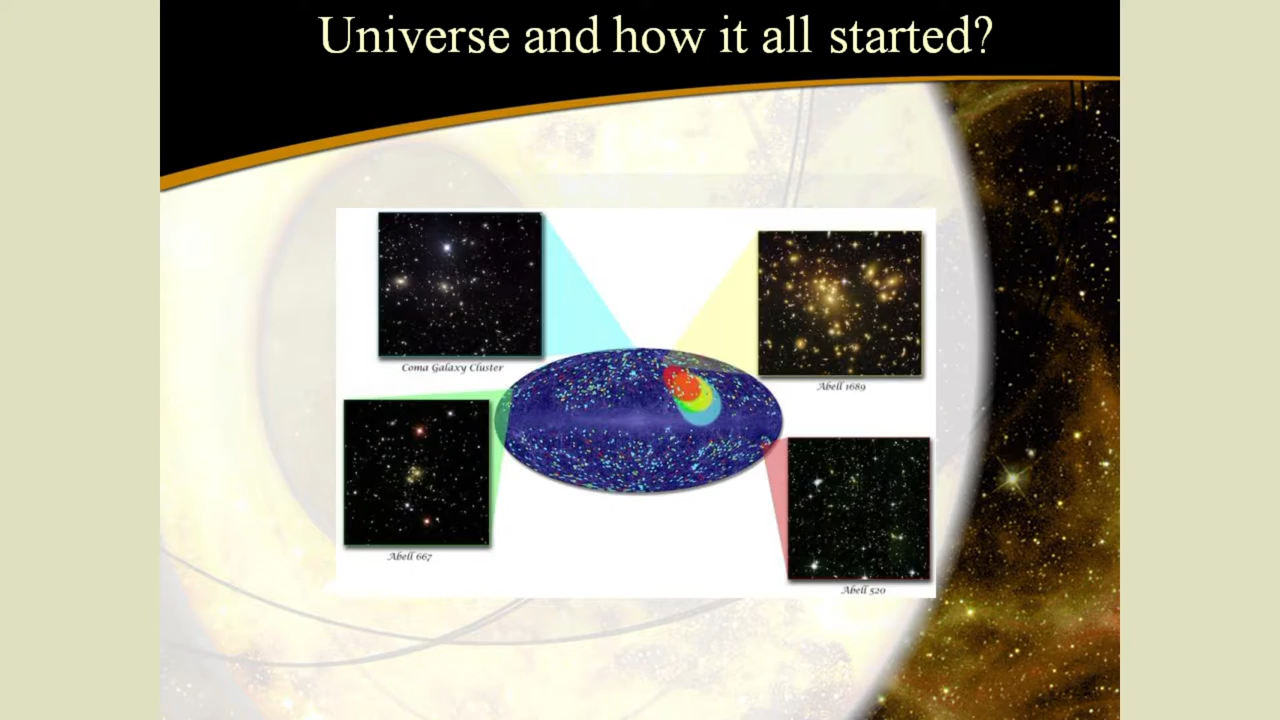 Universe and how it all started?
Coma Galaxy Cluster
Abell 1689
Abell 667
Abell 520